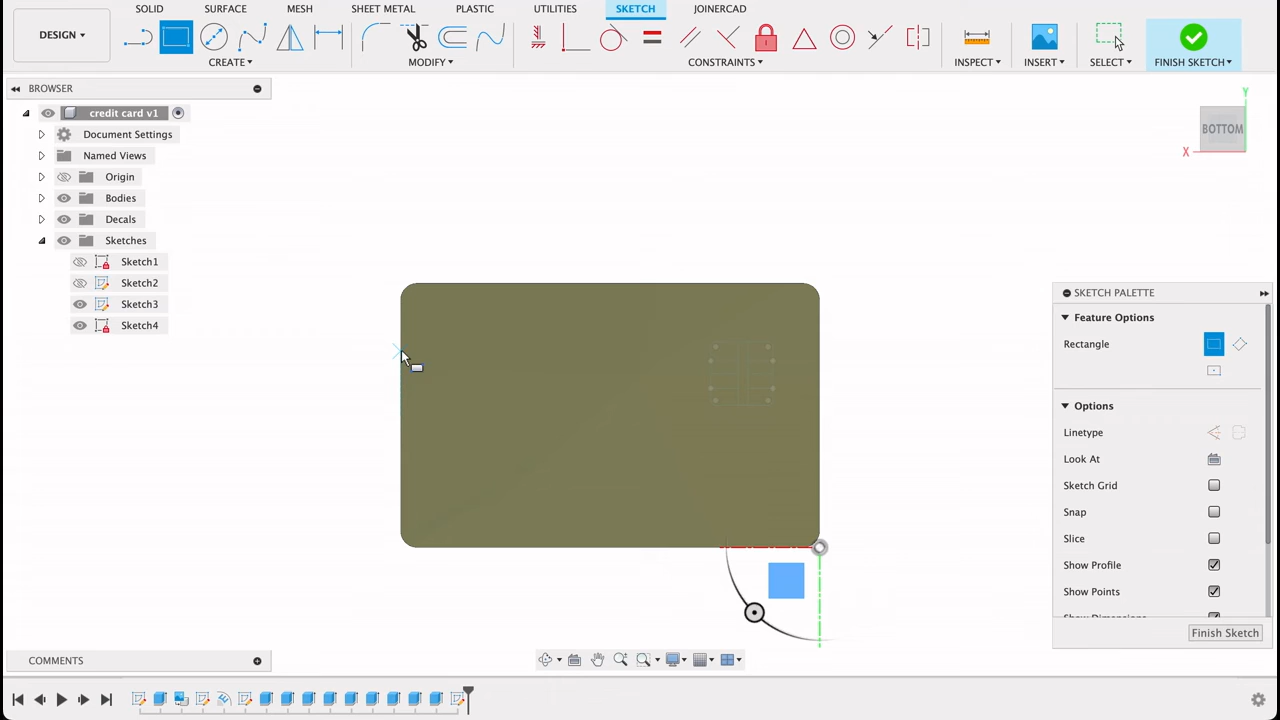 SOLID SURFACE MESH SHEET METAL PLASTIC UTILITIES SKETCH JOINERCAD
DESIGN
CREATE MODIFY CONSTRAINTS INSPECT INSERT SELECT FINISH SKETCH
BROWSER
credit card v1
Document Settings
Named Views
Origin
Bodies
Decals
Sketches
Sketch1
Sketch2
Sketch3
Sketch4
Y
BOTTOM
X
SKETCH PALETTE
Feature Options
Rectangle
Options
Linetype
Look At
Sketch Grid
Snap
Slice
Show Profile
Show Points
Show Dimensions
Finish Sketch
COMMENTS